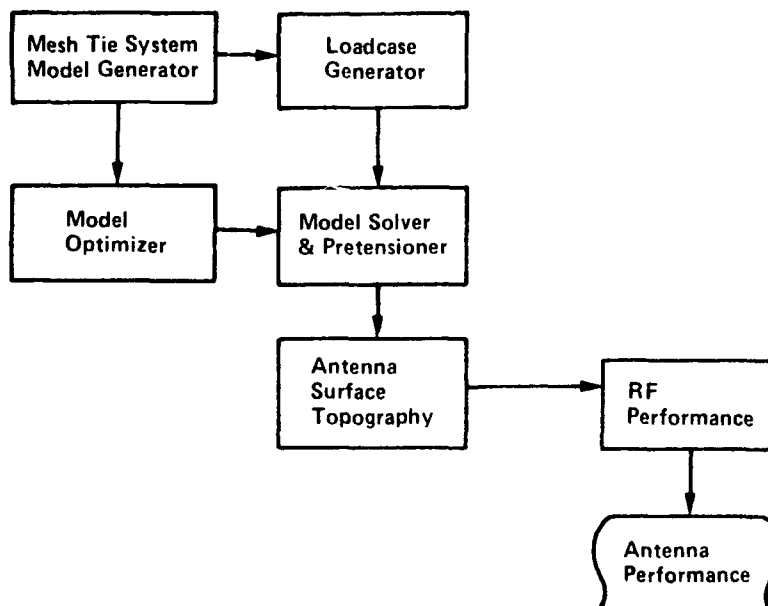 Mesh Tie System
Model Generator
Loadcase
Generator
Model
Optimizer
Model Solver
& Pretensioner
Antenna
Surface
Topography
RF
Performance
Antenna
Performance